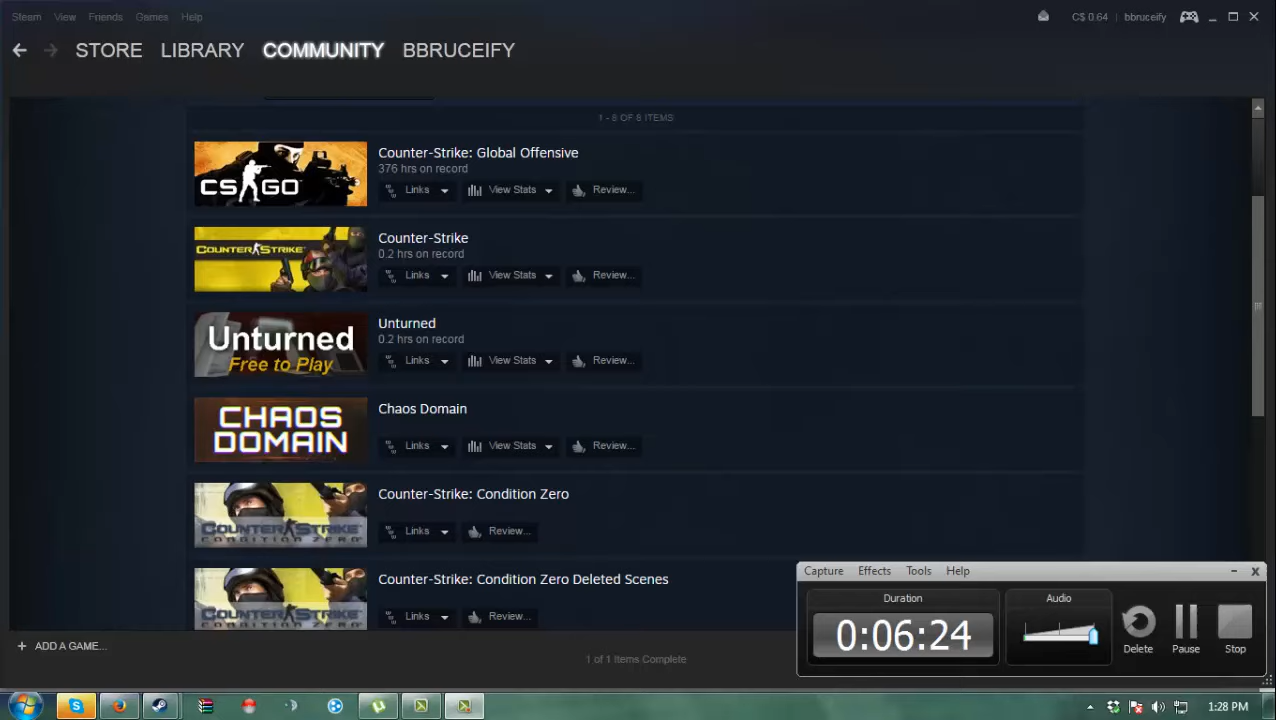 Steam View Friends Games Help
C$ 0.64 bbruceify
STORE LIBRARY COMMUNITY BBRUCEIFY
CS GO
Counter-Strike: Global Offensive
376 hrs on record
Links View Stats Review...
COUNTER STRIKE
Counter-Strike
0.2 hrs on record
Links View Stats Review...
Unturned
Free to Play
Unturned
0.2 hrs on record
Links View Stats Review...
CHAOS
DOMAIN
Chaos Domain
Links View Stats Review...
COUNTER STRIKE
CONDITION ZERO
Counter-Strike: Condition Zero
Links Review...
COUNTER STRIKE
CONDITION ZERO
Counter-Strike: Condition Zero Deleted Scenes
Links Review...
+ ADD A GAME...
1 of 1 Items Complete
Capture Effects Tools Help
Duration
0:06:24
Audio
Delete Pause Stop
1:28 PM